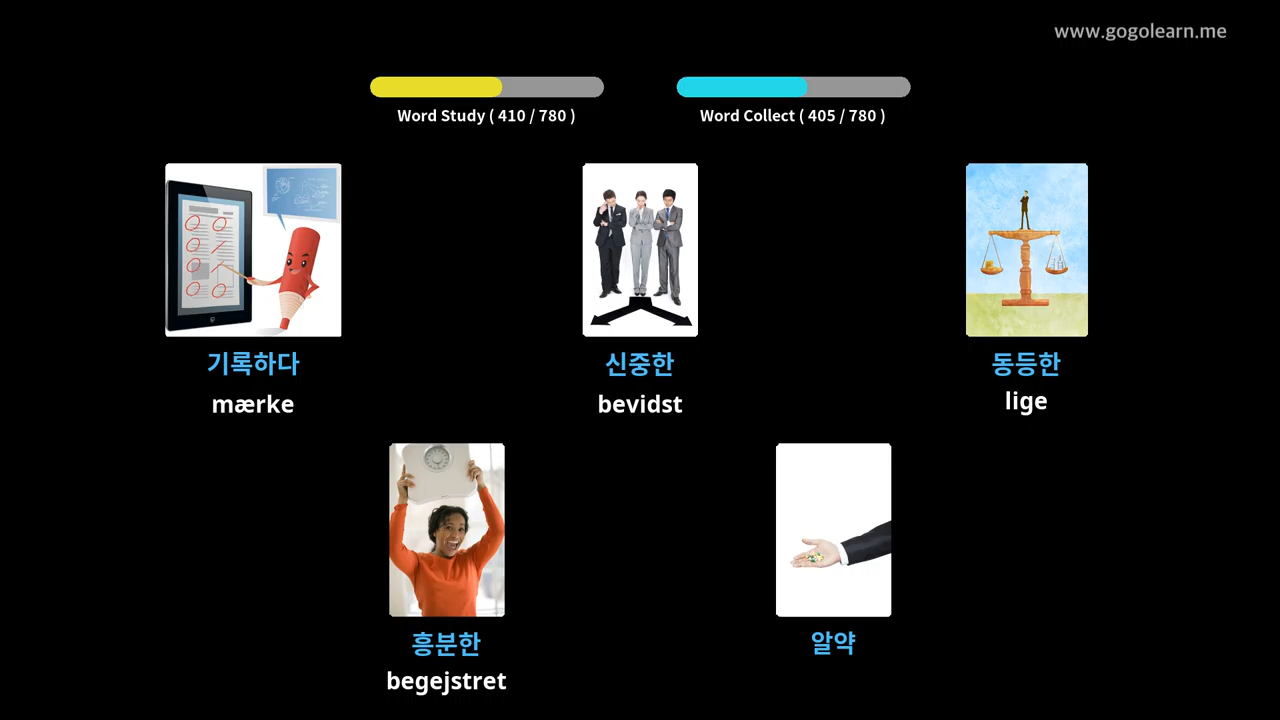 www.gogolearn.me
Word Study ( 410 / 780 )
Word Collect ( 405 / 780 )
기록하다
mærke
신중한
bevidst
동등한
lige
흥분한
begejstret
알약